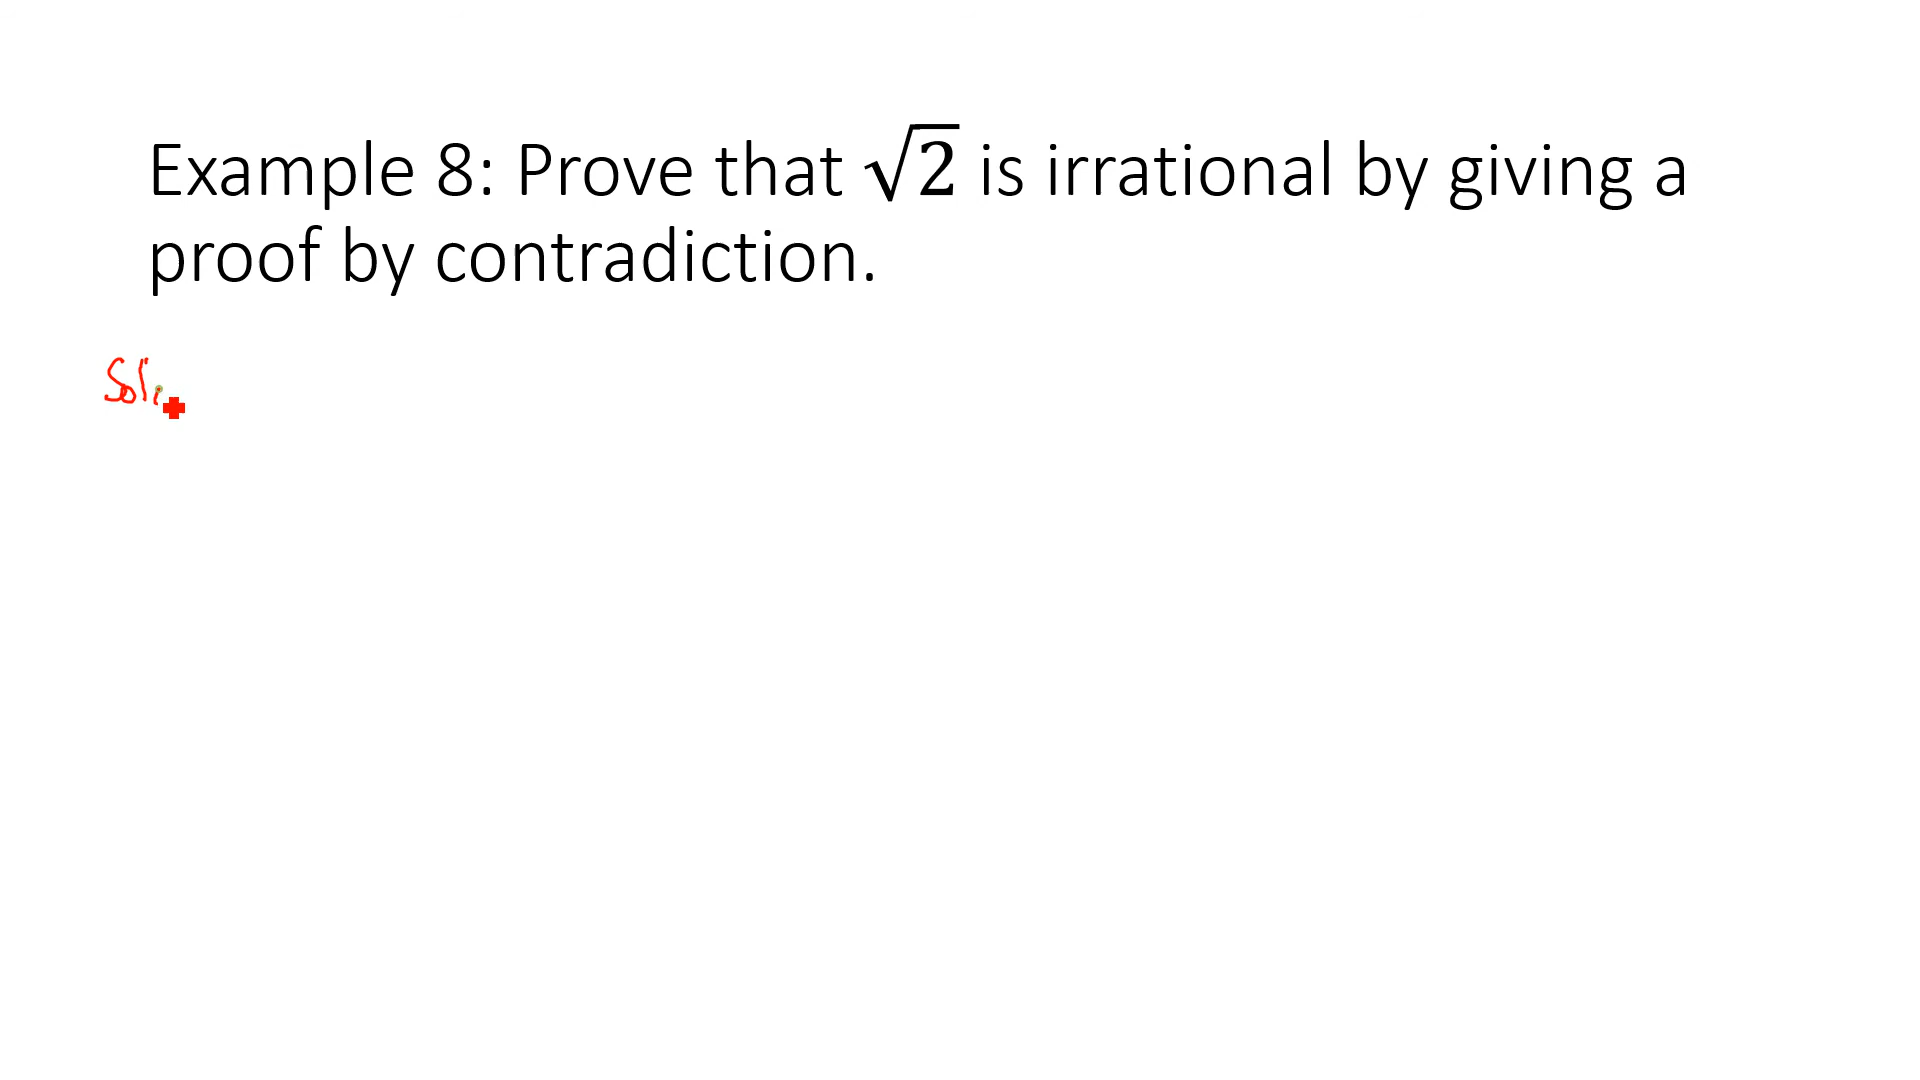 Example 8: Prove that √2 is irrational by giving a
proof by contradiction.
Sol: